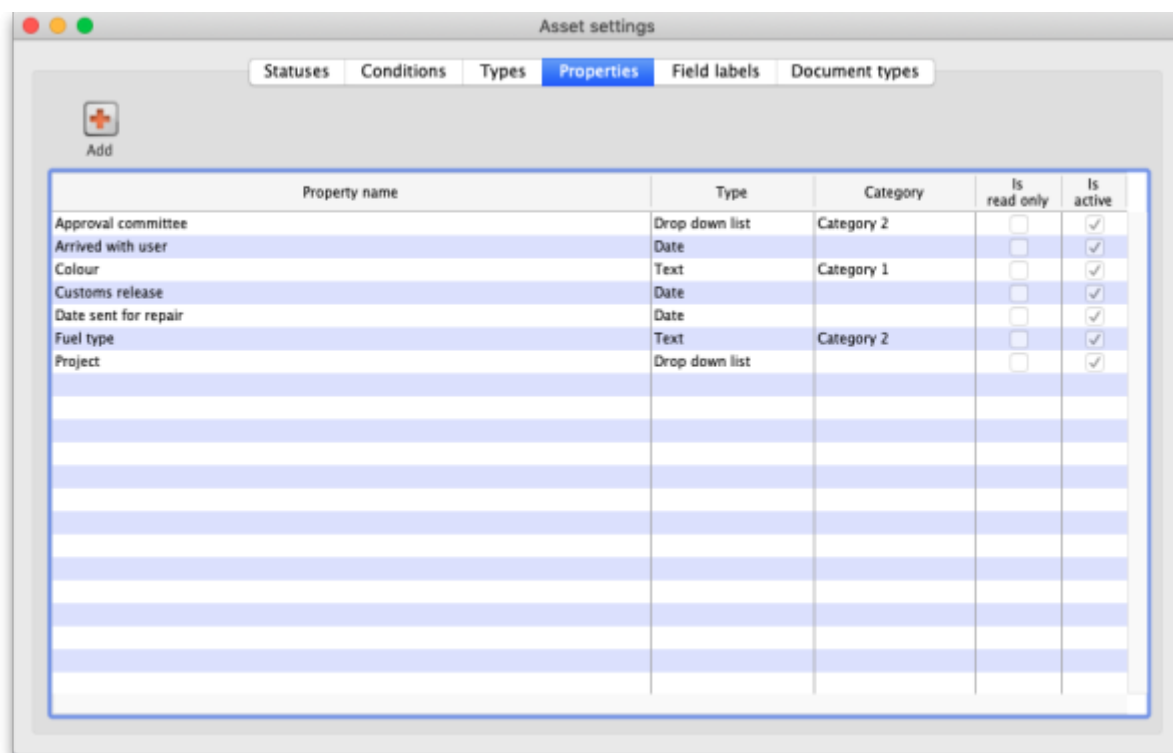 Asset settings
Statuses Conditions Types Properties Field labels Document types
Add
Property name Type Category Is read only Is active
Approval committee Drop down list Category 2
Arrived with user Date
Colour Text Category 1
Customs release Date
Date sent for repair Date
Fuel type Text Category 2
Project Drop down list